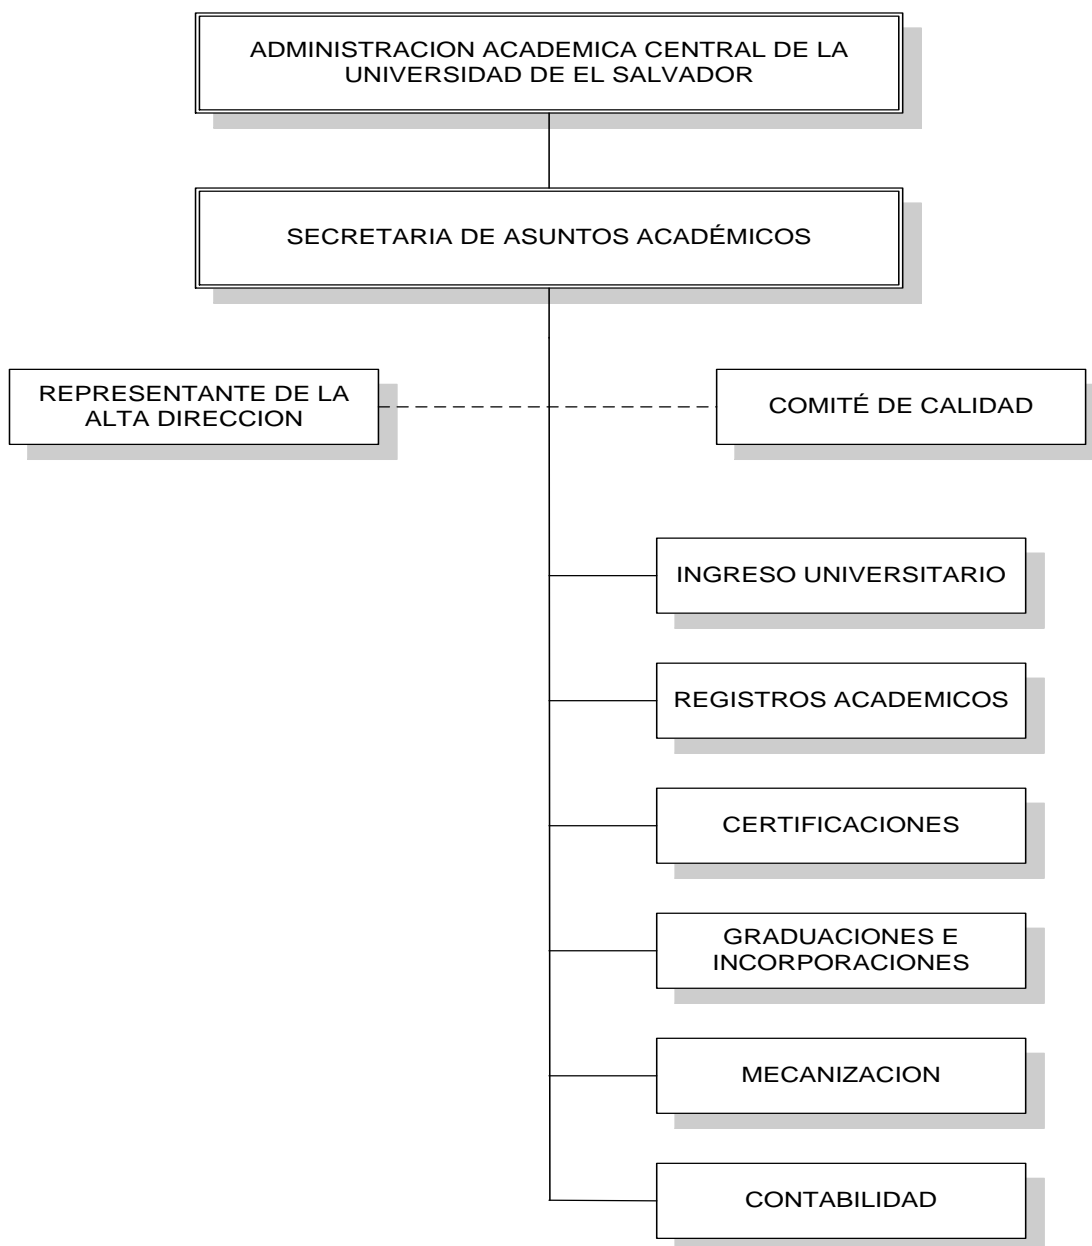 ADMINISTRACION ACADEMICA CENTRAL DE LA
UNIVERSIDAD DE EL SALVADOR
SECRETARIA DE ASUNTOS ACADÉMICOS
REPRESENTANTE DE LA
ALTA DIRECCION
COMITÉ DE CALIDAD
INGRESO UNIVERSITARIO
REGISTROS ACADEMICOS
CERTIFICACIONES
GRADUACIONES E
INCORPORACIONES
MECANIZACION
CONTABILIDAD